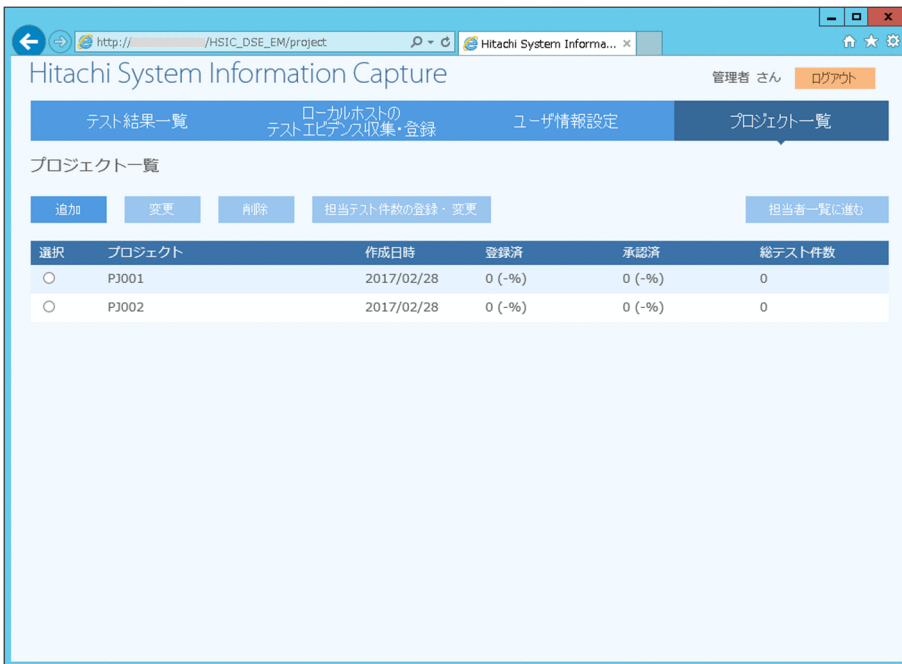 http:// /HSIC_DSE_EM/project
Hitachi System Informa...
Hitachi System Information Capture
管理者 さん
ログアウト
テスト結果一覧
ローカルホストの
テストエビデンス収集・登録
ユーザ情報設定
プロジェクト一覧
プロジェクト一覧
追加
変更
削除
担当テスト件数の登録・変更
担当者一覧に進む
選択 プロジェクト 作成日時 登録済 承認済 総テスト件数
PJ001 2017/02/28 0 (-%) 0 (-%) 0
PJ002 2017/02/28 0 (-%) 0 (-%) 0